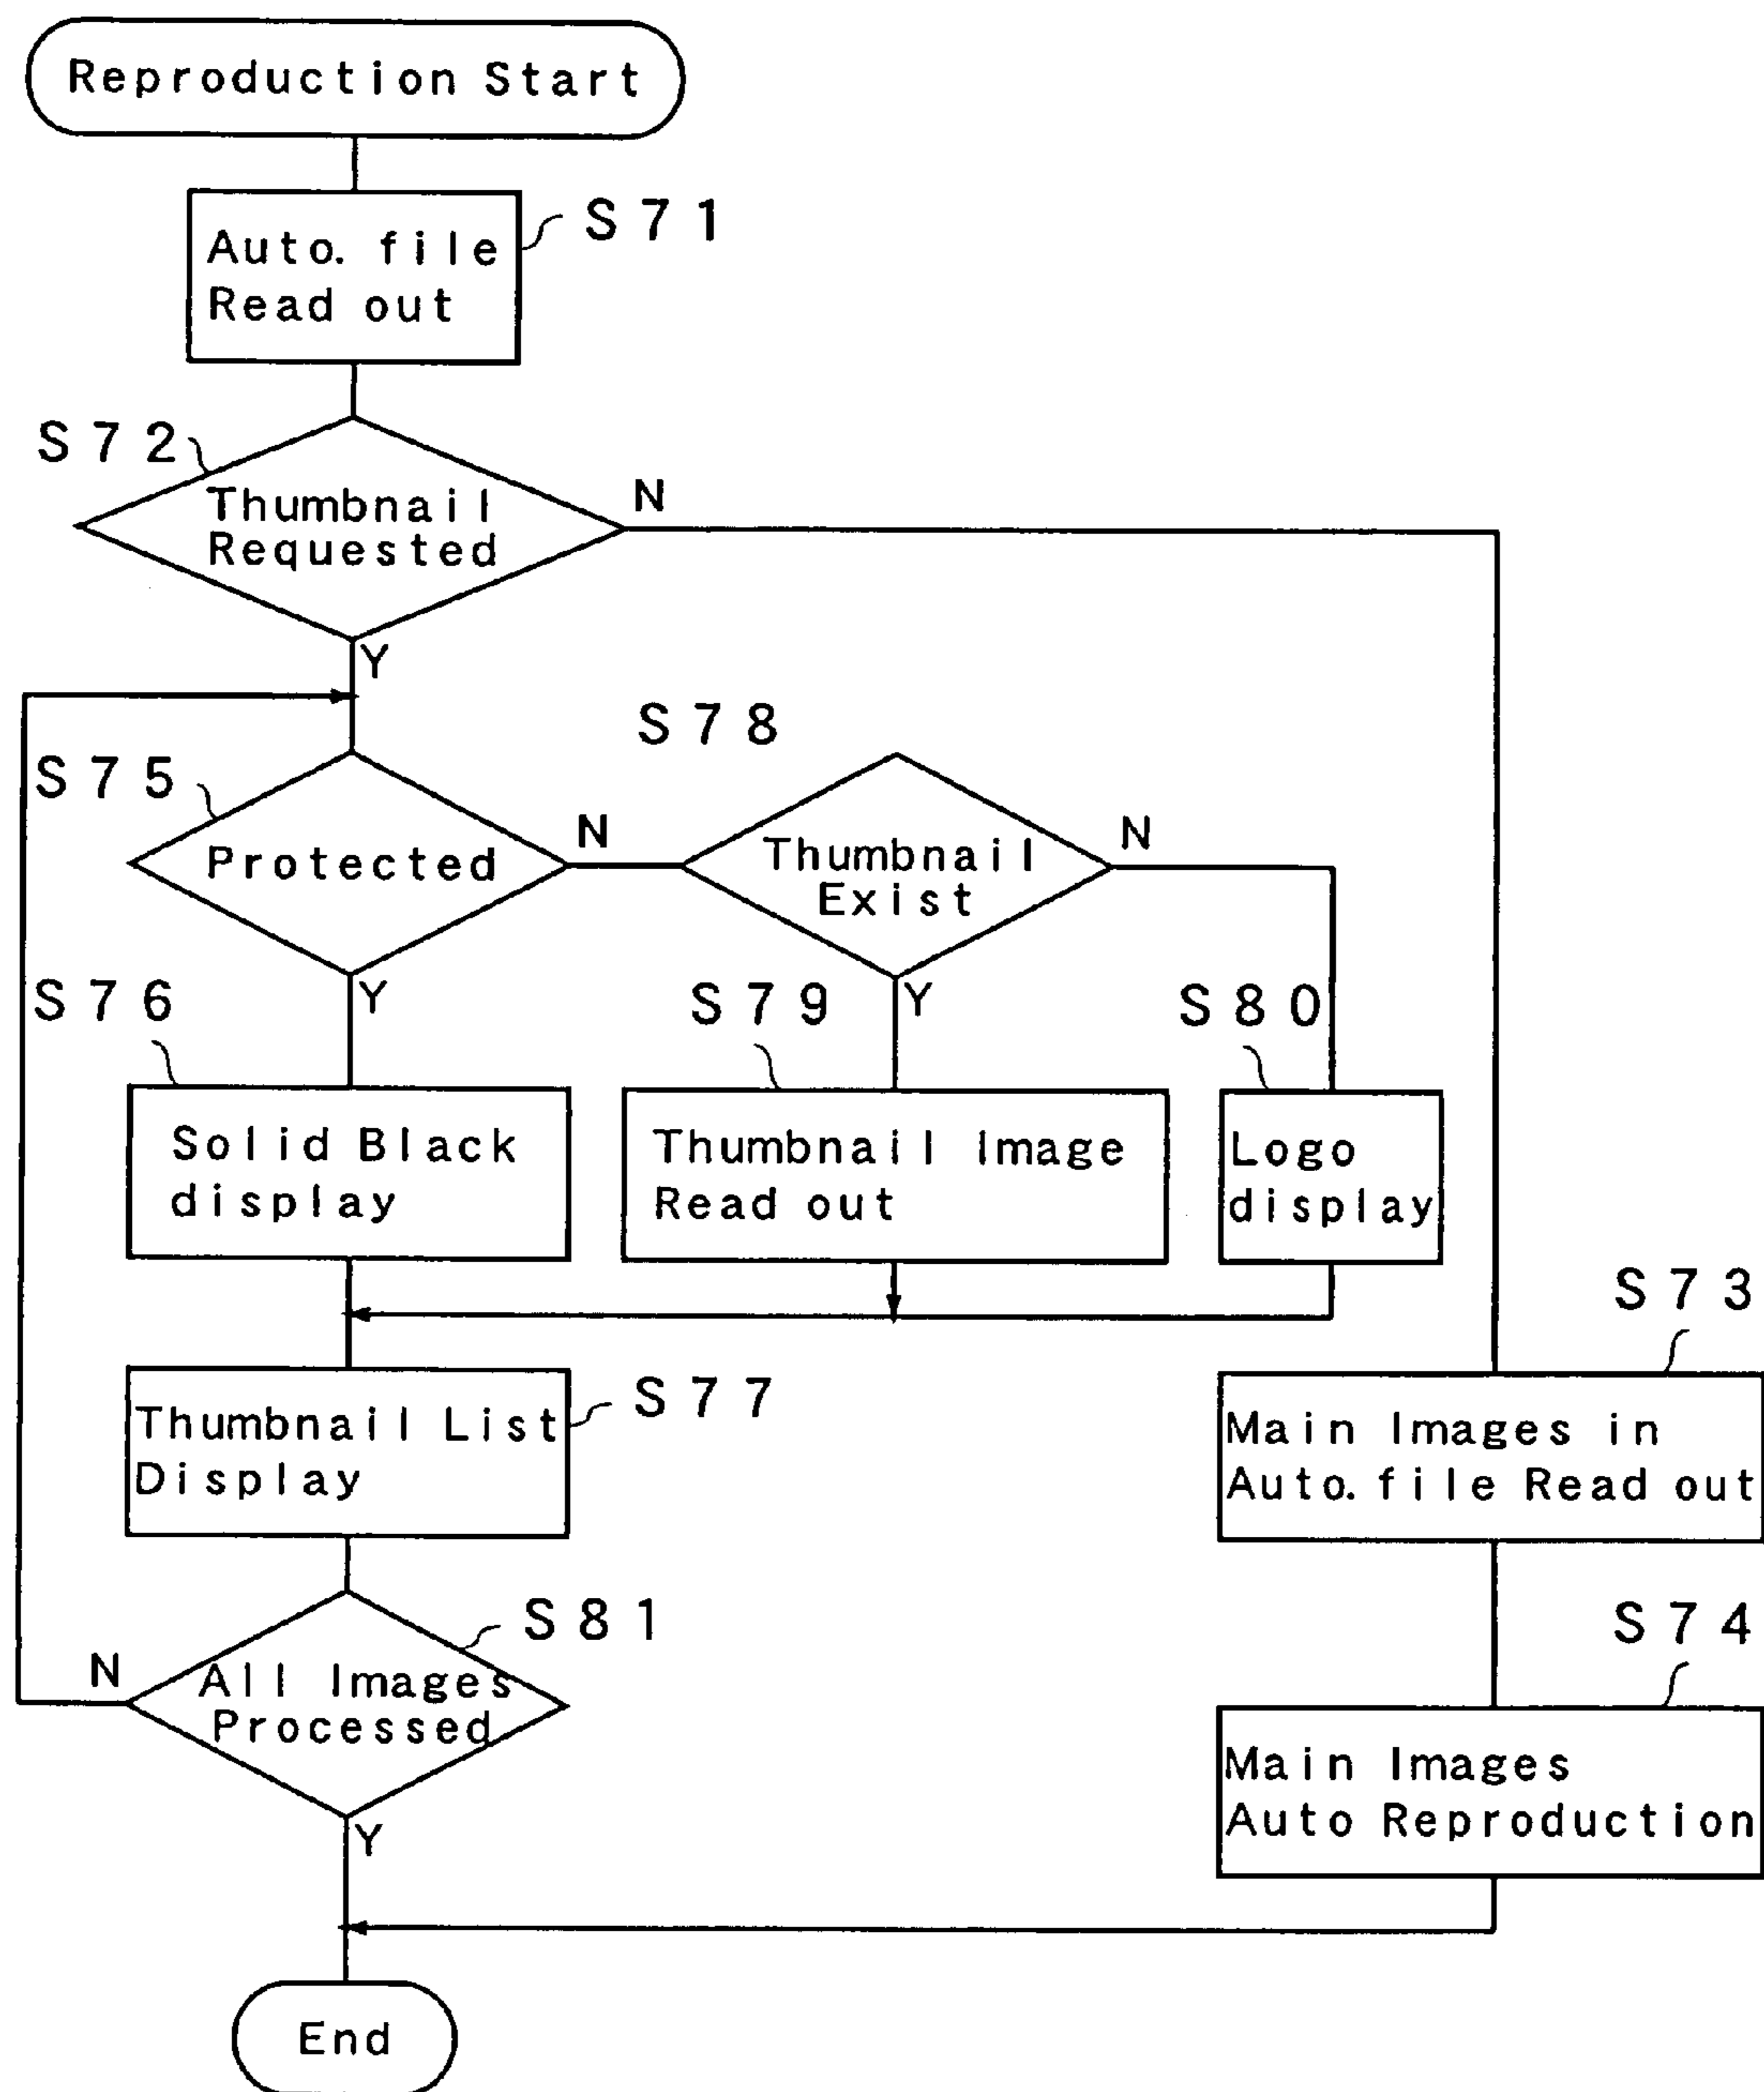 Reproduction Start
S71
Auto. file
Read out
S72
Thumbnail
Requested
N
Y
S75
Protected
N
Y
S78
Thumbnail
Exist
N
Y
S76
Solid Black
display
S79
Thumbnail Image
Read out
S80
Logo
display
S77
Thumbnail List
Display
S73
Main Images in
Auto. file Read out
S81
All Images
Processed
N
Y
S74
Main Images
Auto Reproduction
End